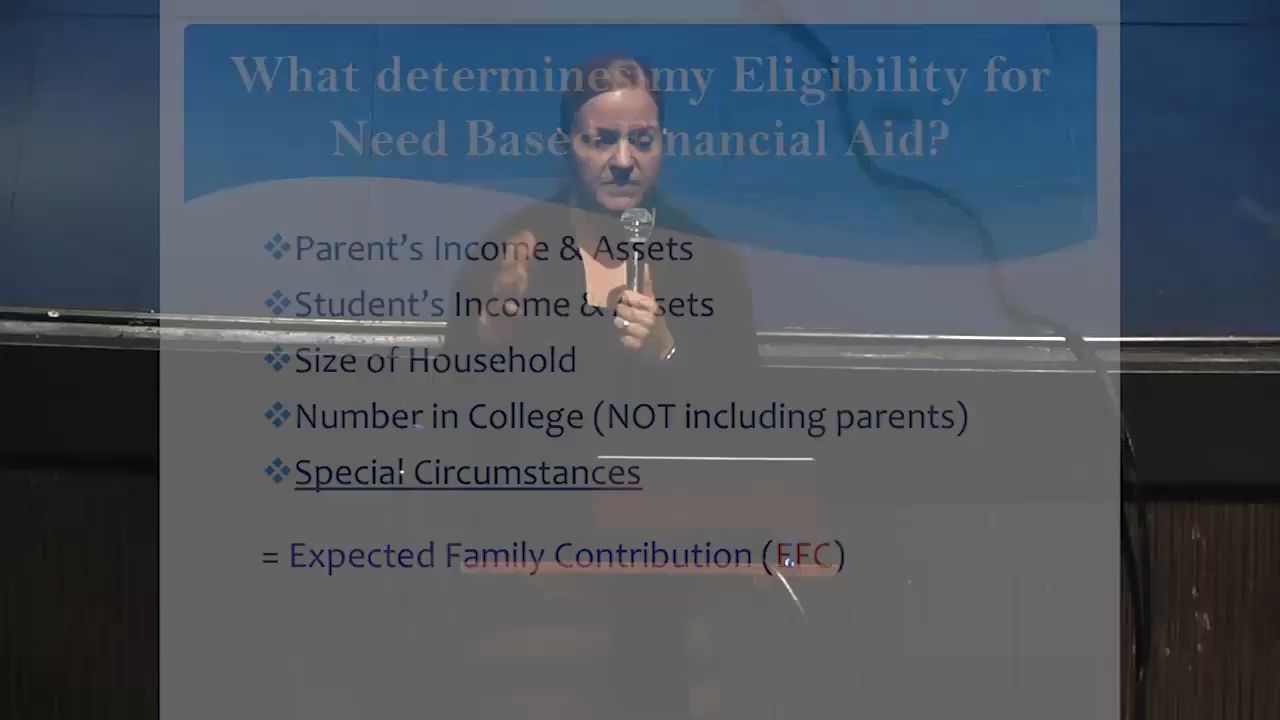 What determines my Eligibility for
Need Based Financial Aid?
Parent's Income & Assets
Student's Income & Assets
Size of Household
Number in College (NOT including parents)
Special Circumstances
= Expected Family Contribution (EFC)